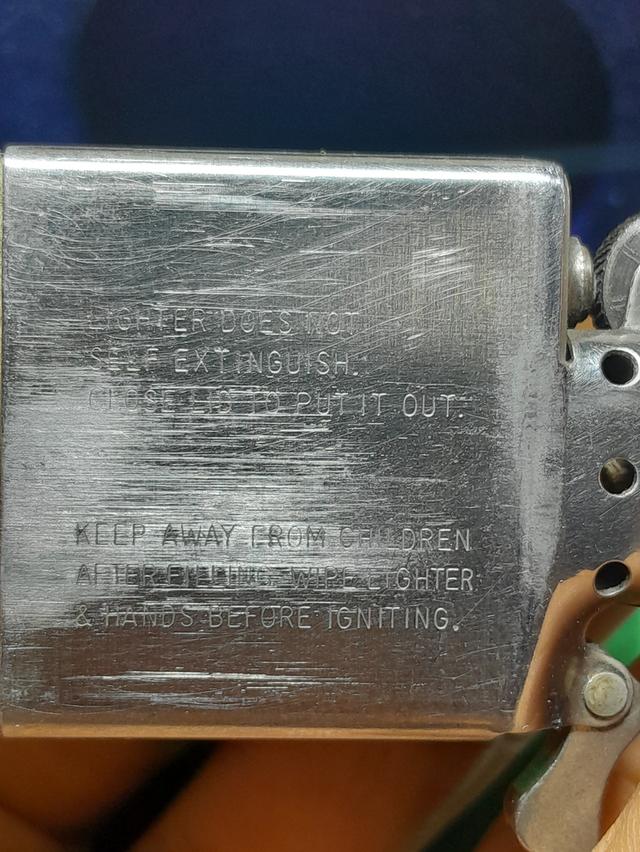 LIGHTER DOES NOT
SELF EXTINGUISH.
CLOSE LID TO PUT IT OUT.
KEEP AWAY FROM CHILDREN
AFTER FILLING, WIPE LIGHTER
& HANDS BEFORE IGNITING.